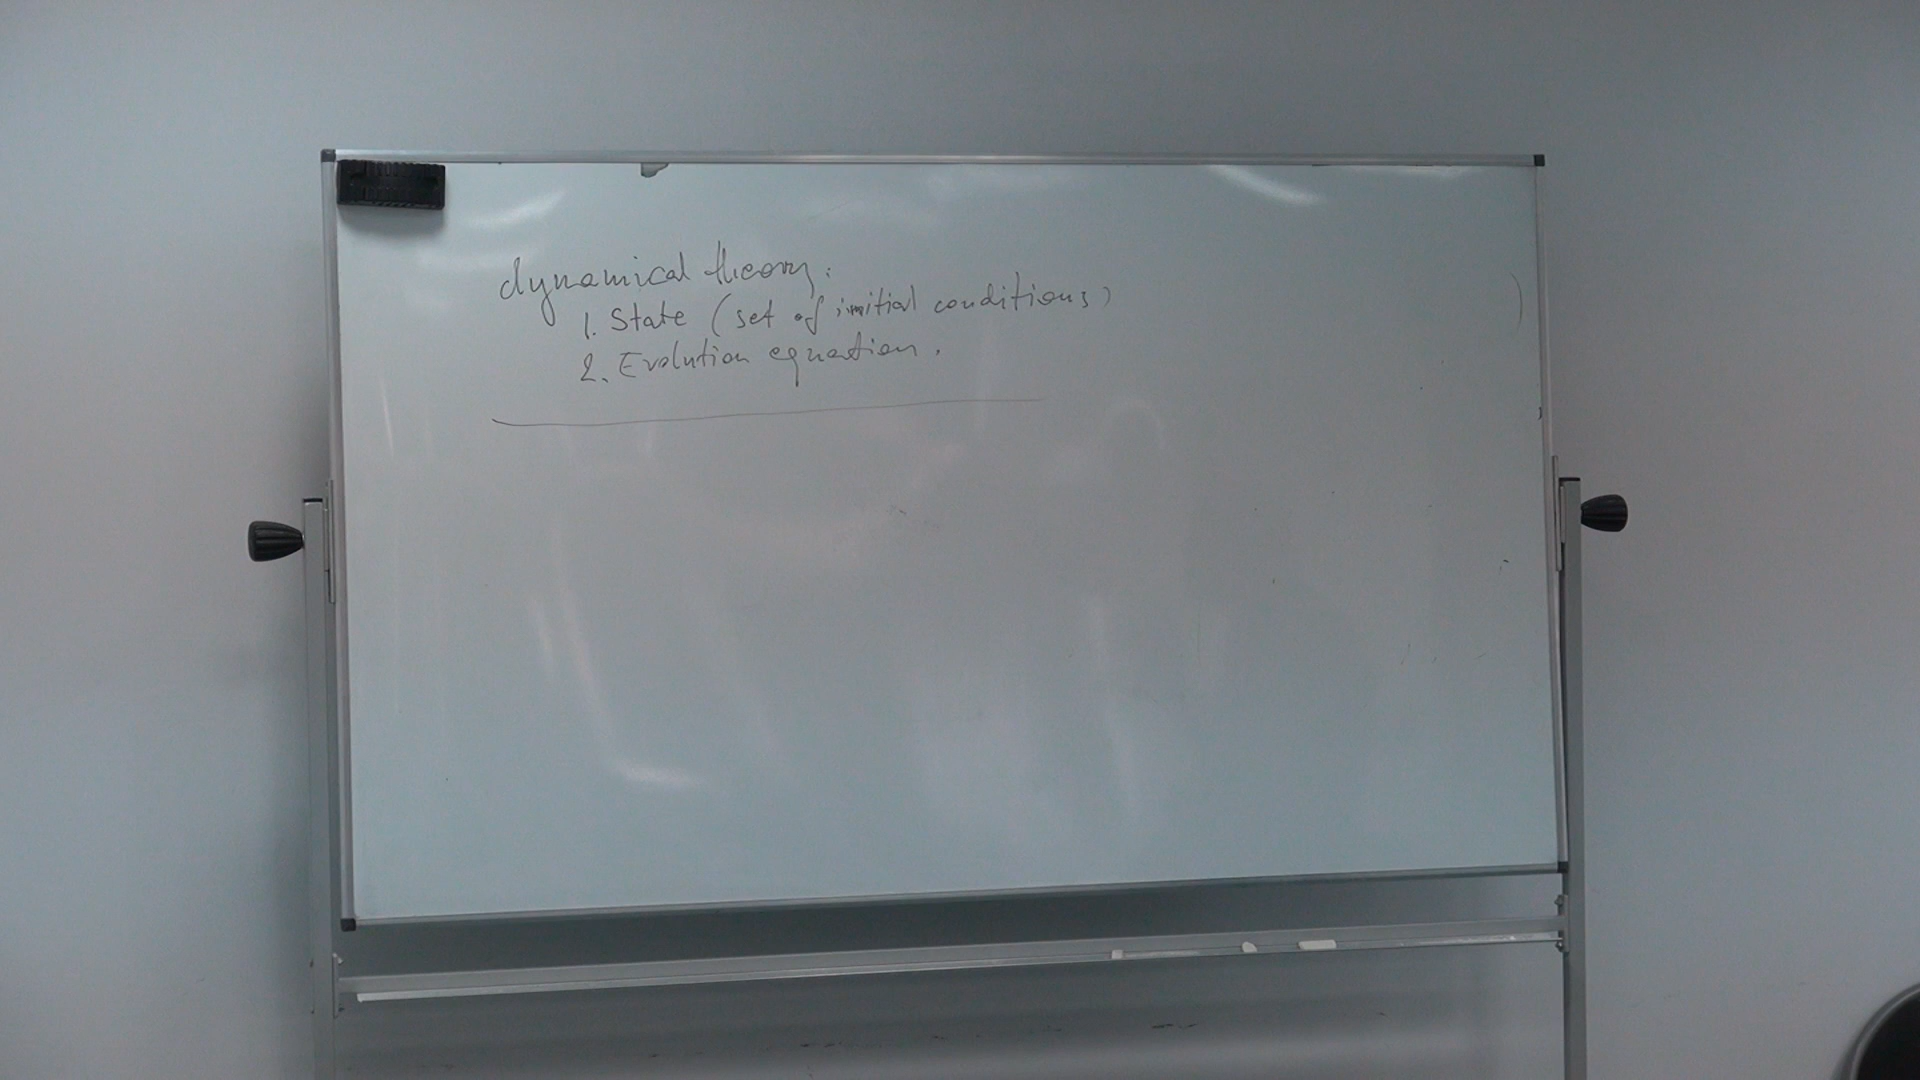 dynamical theory:
1. State (set of initial conditions)
2. Evolution equation.